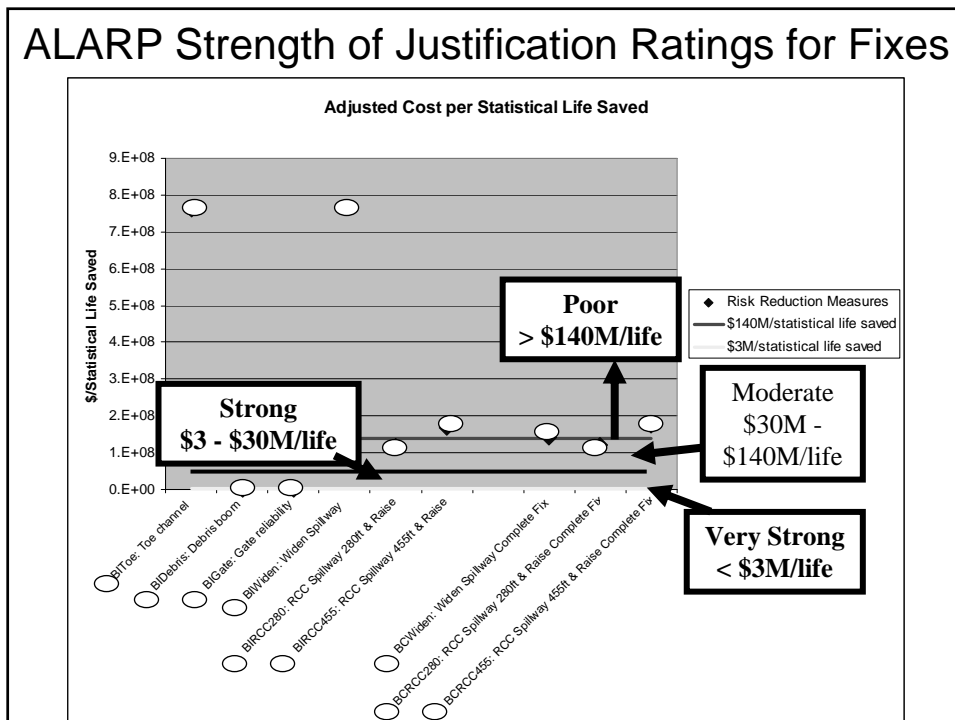 ALARP Strength of Justification Ratings for Fixes
Adjusted Cost per Statistical Life Saved
$/Statistical Life Saved
9.E+08
8.E+08
7.E+08
6.E+08
5.E+08
4.E+08
3.E+08
2.E+08
1.E+08
0.E+00
Poor
> $140M/life
Strong
$3 - $30M/life
Risk Reduction Measures
$140M/statistical life saved
$3M/statistical life saved
Moderate
$30M -
$140M/life
Very Strong
< $3M/life
BIToe: Toe channel
BIDebris: Debris boom
BIGate: Gate reliability
BIWiden: Widen Spillway
BIRCC280: RCC Spillway 280ft & Raise
BIRCC455: RCC Spillway 455ft & Raise
BCWiden: Widen Spillway Complete Fix
BCRCC280: RCC Spillway 280ft & Raise Complete Fix
BCRCC455: RCC Spillway 455ft & Raise Complete Fix